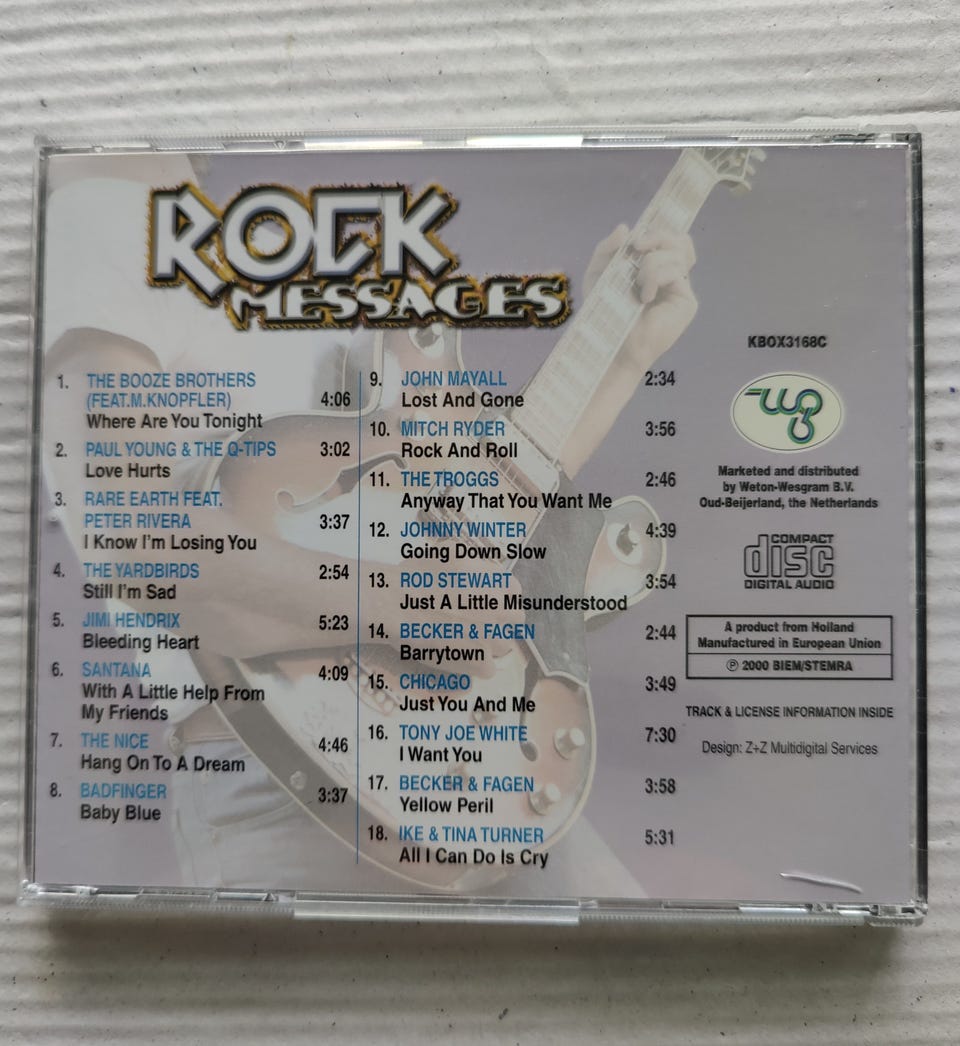 ROCK
MESSAGES
1. THE BOOZE BROTHERS
(FEAT.M.KNOPFLER) 4:06
Where Are You Tonight
2. PAUL YOUNG & THE Q-TIPS 3:02
Love Hurts
3. RARE EARTH FEAT.
PETER RIVERA 3:37
I Know I'm Losing You
4. THE YARDBIRDS 2:54
Still I'm Sad
5. JIMI HENDRIX 5:23
Bleeding Heart
6. SANTANA 4:09
With A Little Help From
My Friends
7. THE NICE 4:46
Hang On To A Dream
8. BADFINGER 3:37
Baby Blue
9. JOHN MAYALL 2:34
Lost And Gone
10. MITCH RYDER 3:56
Rock And Roll
11. THE TROGGS 2:46
Anyway That You Want Me
12. JOHNNY WINTER 4:39
Going Down Slow
13. ROD STEWART 3:54
Just A Little Misunderstood
14. BECKER & FAGEN 2:44
Barrytown
15. CHICAGO 3:49
Just You And Me
16. TONY JOE WHITE 7:30
I Want You
17. BECKER & FAGEN 3:58
Yellow Peril
18. IKE & TINA TURNER 5:31
All I Can Do Is Cry
KBOX3168C
Marketed and distributed
by Weton-Wesgram B.V.
Oud-Beijerland, the Netherlands
COMPACT
disc
DIGITAL AUDIO
A product from Holland
Manufactured in European Union
℗ 2000 BIEM/STEMRA
TRACK & LICENSE INFORMATION INSIDE
Design: Z+Z Multidigital Services